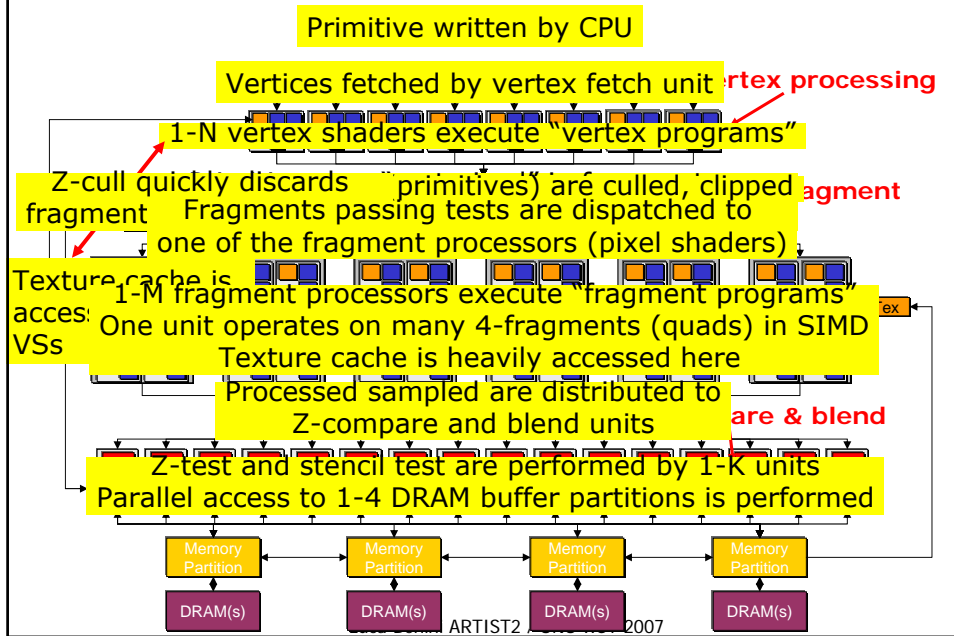 Primitive written by CPU
Vertices fetched by vertex fetch unit
ertex processing
1-N vertex shaders execute “vertex programs”
Z-cull quickly discards
fragment
(primitives) are culled, clipped
agment
Fragments passing tests are dispatched to
one of the fragment processors (pixel shaders)
Texture cache is
access
VSs
1-M fragment processors execute “fragment programs”
One unit operates on many 4-fragments (quads) in SIMD
Texture cache is heavily accessed here
ex
Processed sampled are distributed to
Z-compare and blend units
are & blend
Z-test and stencil test are performed by 1-K units
Parallel access to 1-4 DRAM buffer partitions is performed
Memory Partition
Memory Partition
Memory Partition
Memory Partition
DRAM(s)
DRAM(s)
DRAM(s)
DRAM(s)
ARTIST2 2007